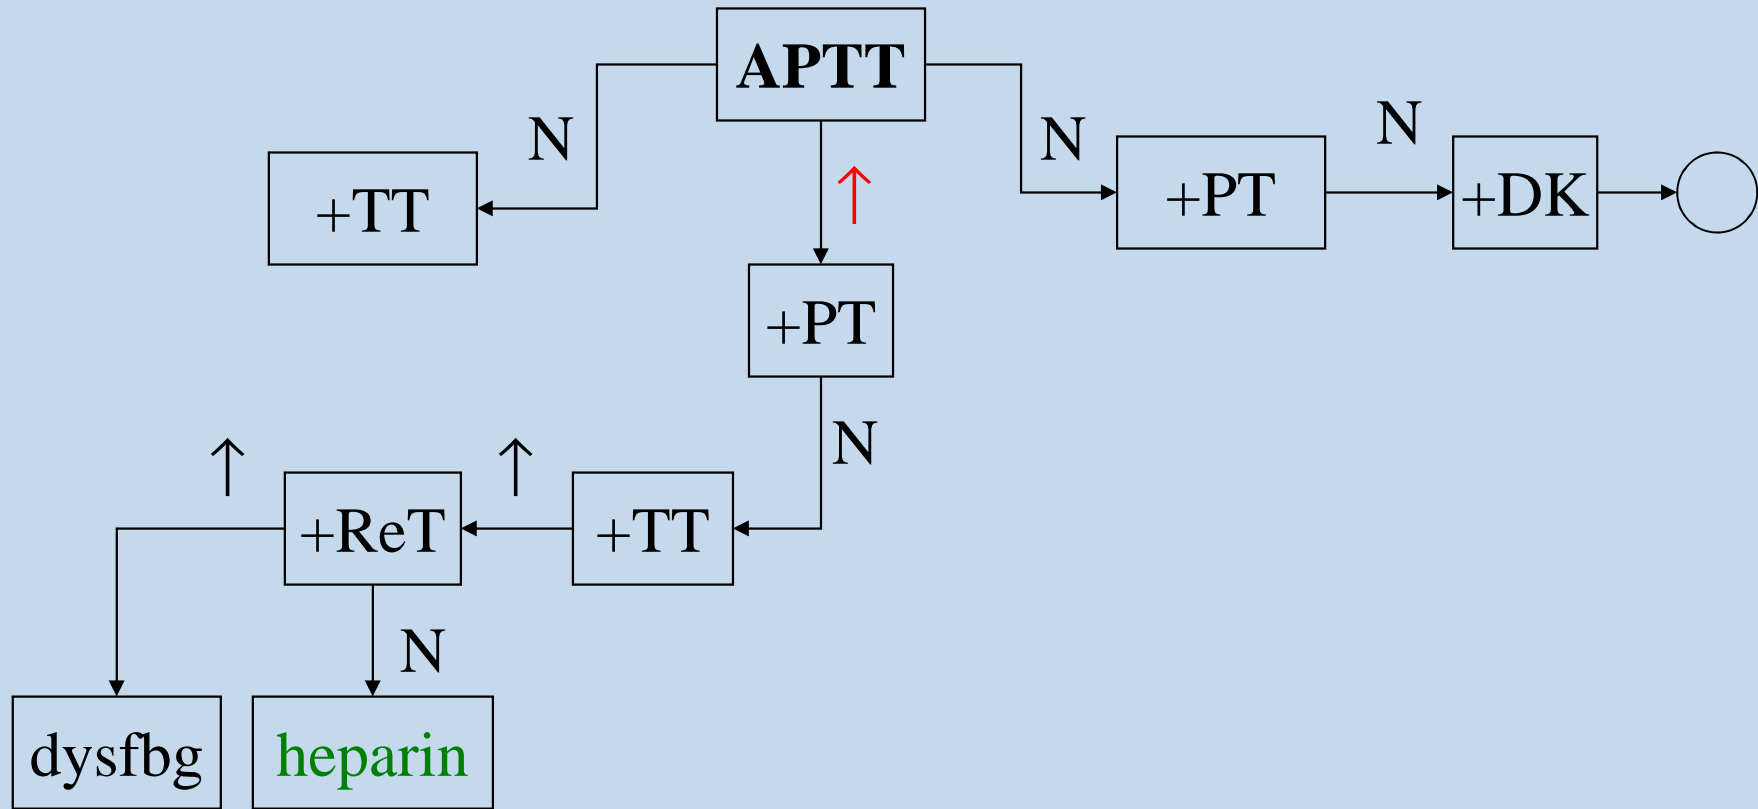 APTT
N
N
N
+TT
↑
+PT
+DK
+PT
N
↑
↑
+ReT
+TT
N
dysfbg
heparin